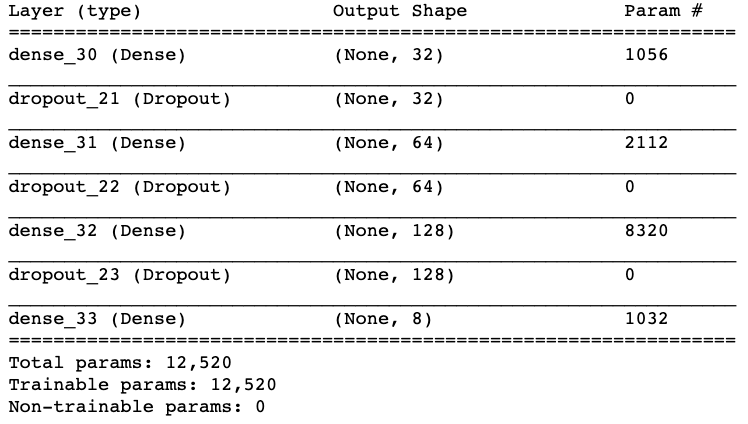 Layer (type) Output Shape Param #
=================================================================
dense_30 (Dense) (None, 32) 1056
_________________________________________________________________
dropout_21 (Dropout) (None, 32) 0
_________________________________________________________________
dense_31 (Dense) (None, 64) 2112
_________________________________________________________________
dropout_22 (Dropout) (None, 64) 0
_________________________________________________________________
dense_32 (Dense) (None, 128) 8320
_________________________________________________________________
dropout_23 (Dropout) (None, 128) 0
_________________________________________________________________
dense_33 (Dense) (None, 8) 1032
=================================================================
Total params: 12,520
Trainable params: 12,520
Non-trainable params: 0